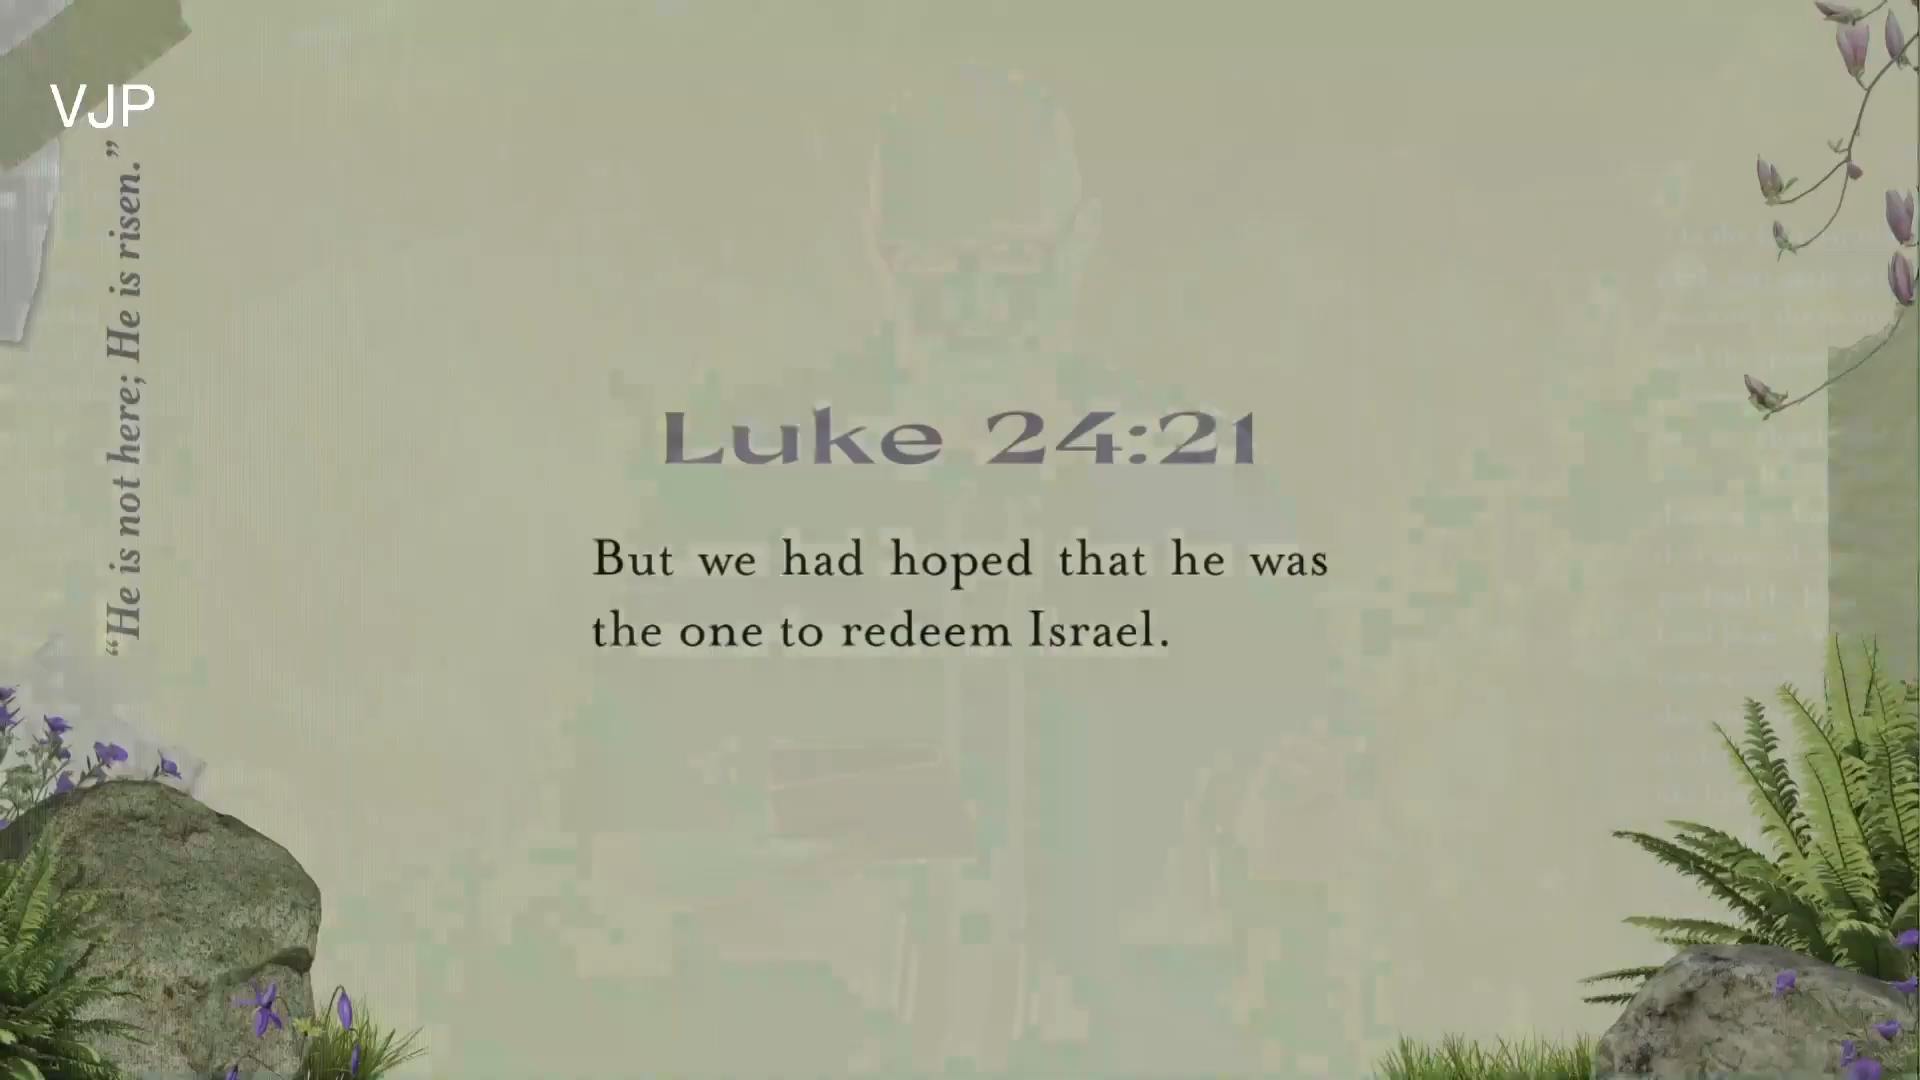 VJP
“He is not here; He is risen.”
Luke 24:21
But we had hoped that he was
the one to redeem Israel.